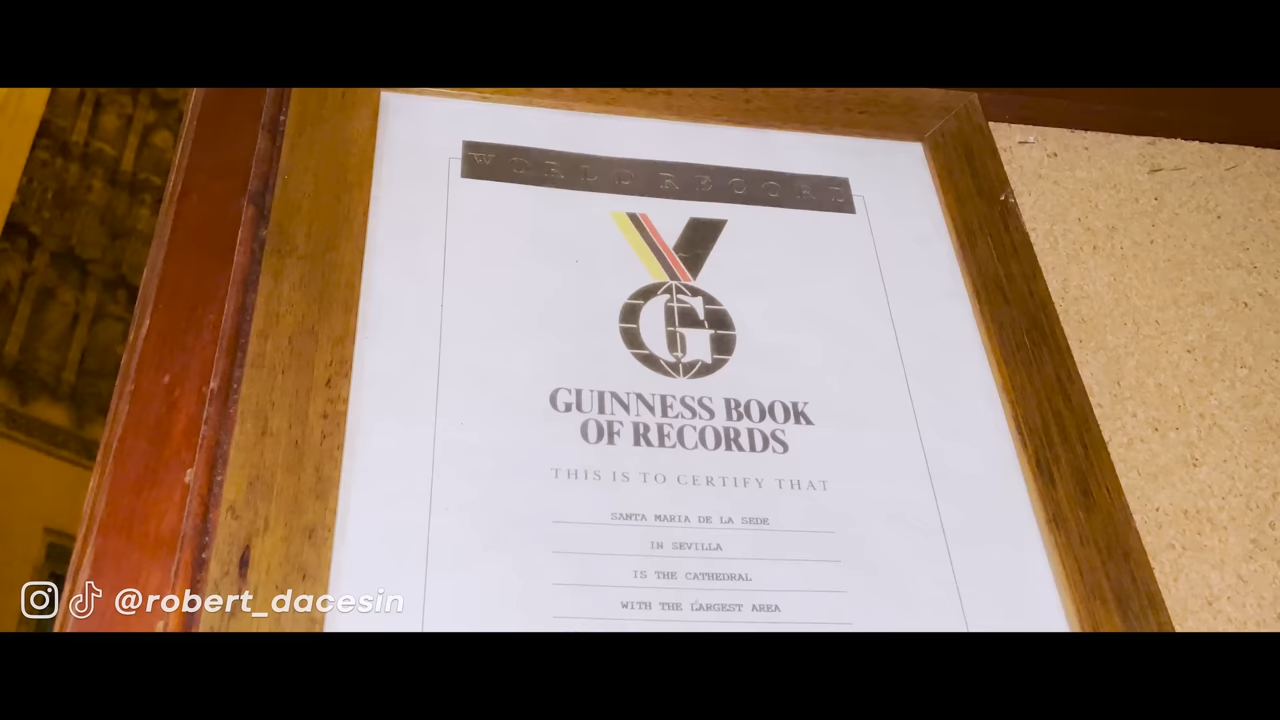 WORLD RECORD
G
GUINNESS BOOK
OF RECORDS
THIS IS TO CERTIFY THAT
SANTA MARIA DE LA SEDE
IN SEVILLA
IS THE CATHEDRAL
WITH THE LARGEST AREA
@robert_dacesin